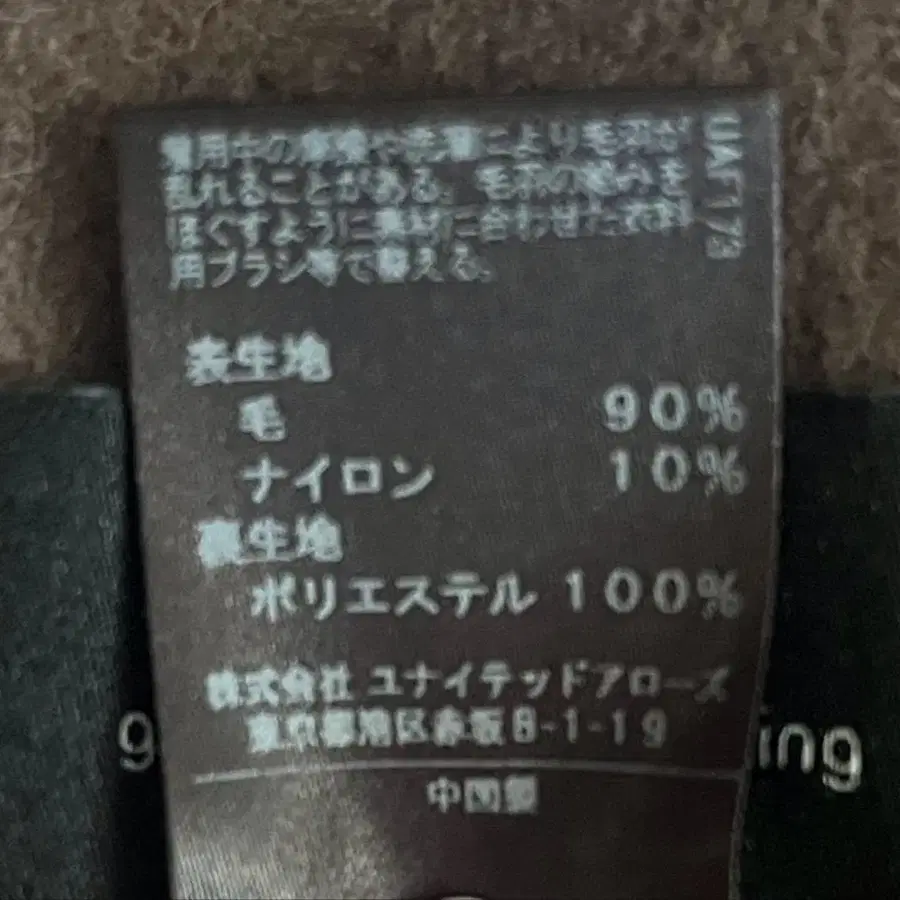 着用中の摩擦や洗濯により毛羽が
乱れることがある。毛羽の絡みを
ほぐすように素材に合わせた衣料
用ブラシ等で整える。
UAF173
表生地
毛 90%
ナイロン 10%
裏生地
ポリエステル 100%
株式会社 ユナイテッドアローズ
東京都港区赤坂8-1-19
g ing
中国製